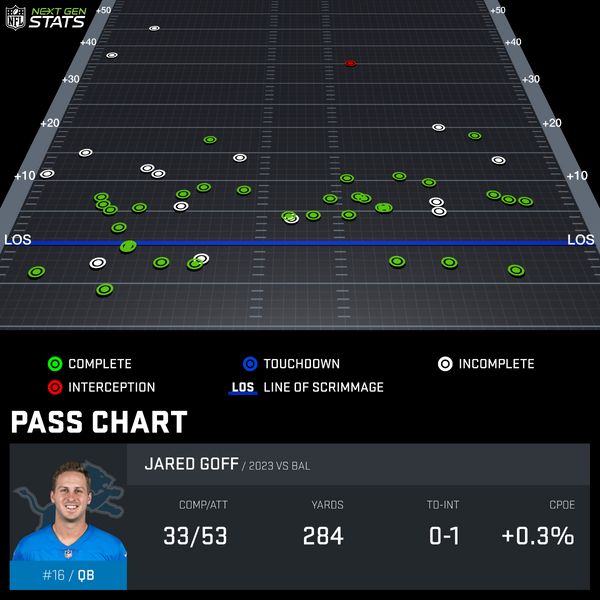 NFL NEXT GEN STATS
+50 +50
+40 +40
+30 +30
+20 +20
+10 +10
LOS LOS
COMPLETE TOUCHDOWN INCOMPLETE
INTERCEPTION LOS LINE OF SCRIMMAGE
PASS CHART
JARED GOFF / 2023 VS BAL
COMP/ATT YARDS TD-INT CPOE
33/53 284 0-1 +0.3%
#16 / QB